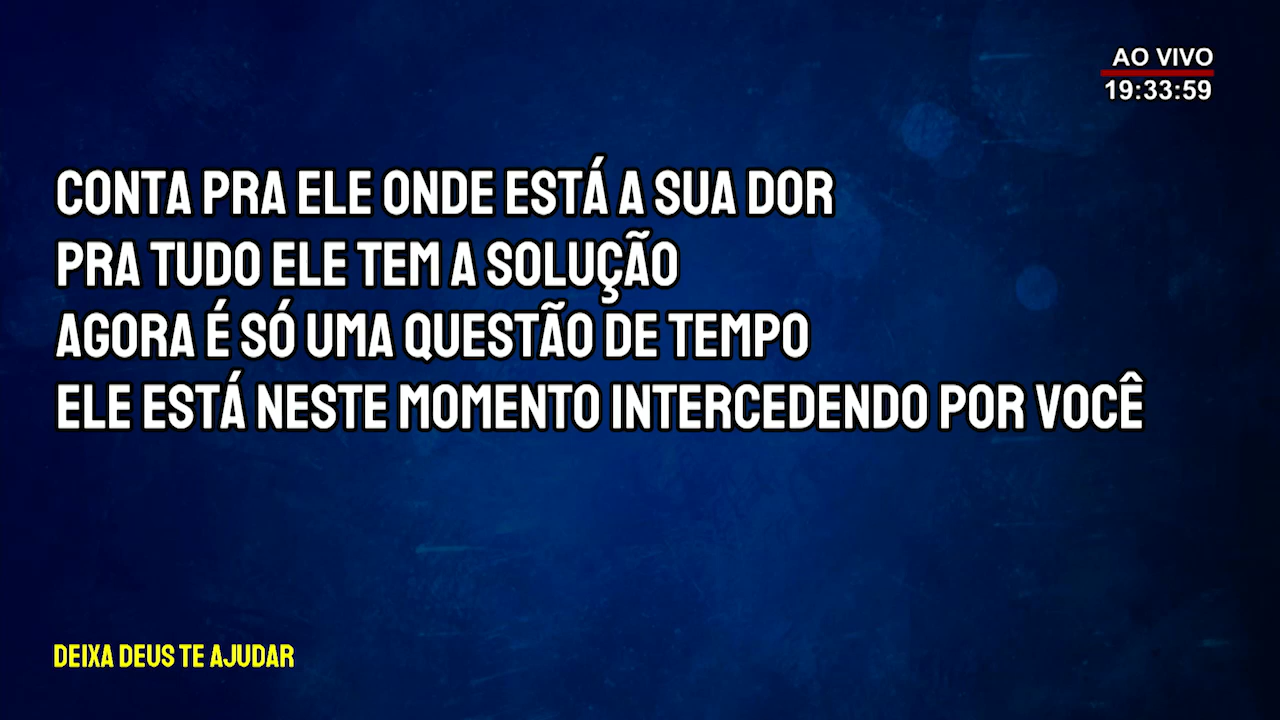 AO VIVO
19:33:59
CONTA PRA ELE ONDE ESTÁ A SUA DOR
PRA TUDO ELE TEM A SOLUÇÃO
AGORA É SÓ UMA QUESTÃO DE TEMPO
ELE ESTÁ NESTE MOMENTO INTERCEDENDO POR VOCÊ
DEIXA DEUS TE AJUDAR